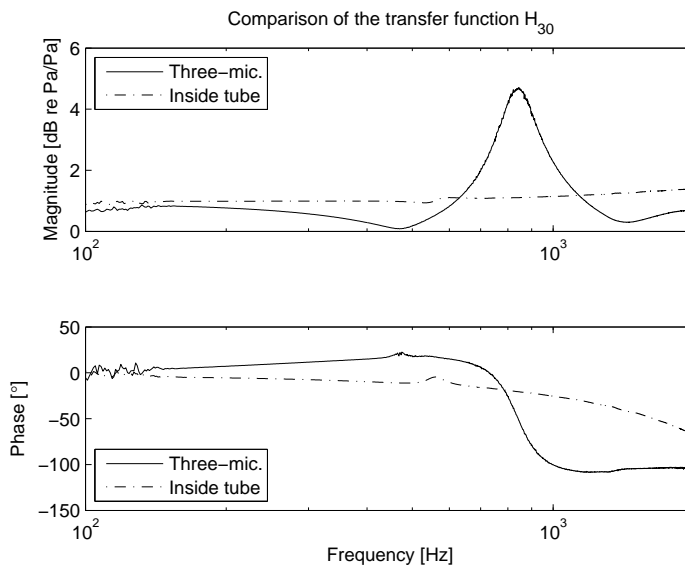 Comparison of the transfer function H30
Magnitude [dB re Pa/Pa]
6
4
2
0
Three−mic.
Inside tube
10^2
10^3
Phase [°]
50
0
−50
−100
−150
Three−mic.
Inside tube
10^2
10^3
Frequency [Hz]